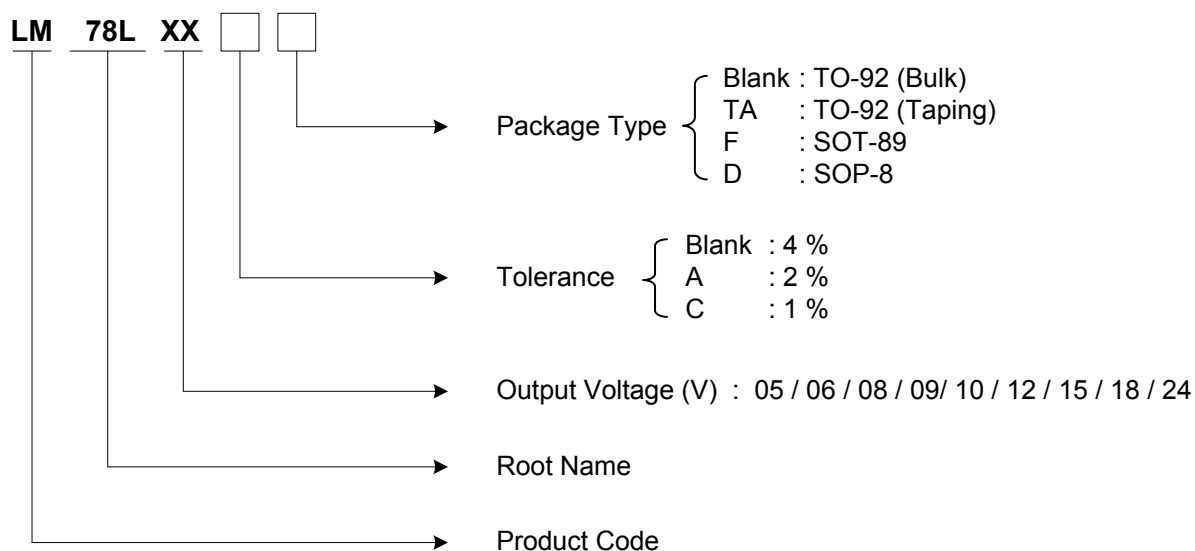 LM 78L XX
Package Type
Blank : TO-92 (Bulk)
TA : TO-92 (Taping)
F : SOT-89
D : SOP-8
Tolerance
Blank : 4 %
A : 2 %
C : 1 %
Output Voltage (V) : 05 / 06 / 08 / 09/ 10 / 12 / 15 / 18 / 24
Root Name
Product Code